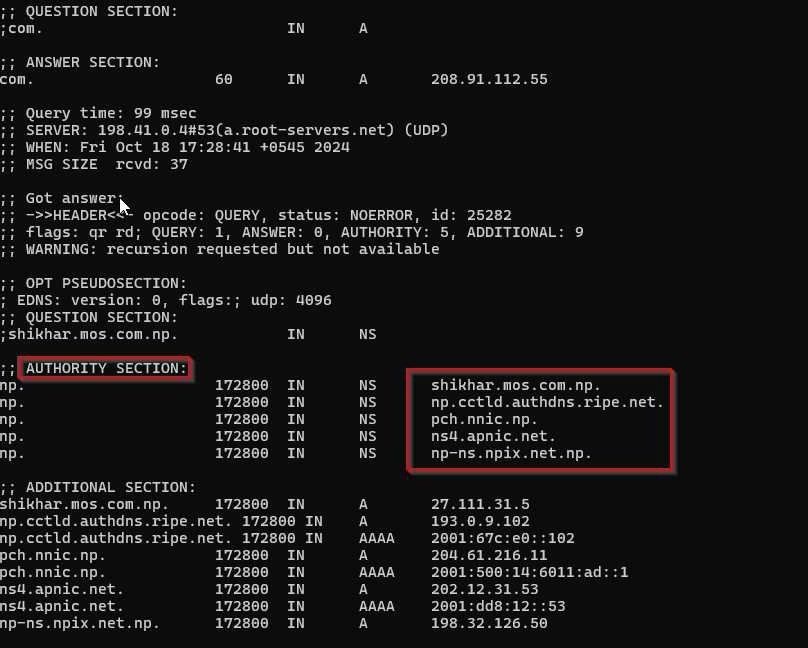 ;; QUESTION SECTION:
;com. IN A
;; ANSWER SECTION:
com. 60 IN A 208.91.112.55
;; Query time: 99 msec
;; SERVER: 198.41.0.4#53(a.root-servers.net) (UDP)
;; WHEN: Fri Oct 18 17:28:41 +0545 2024
;; MSG SIZE rcvd: 37
;; Got answer:
;; ->>HEADER<<- opcode: QUERY, status: NOERROR, id: 25282
;; flags: qr rd; QUERY: 1, ANSWER: 0, AUTHORITY: 5, ADDITIONAL: 9
;; WARNING: recursion requested but not available
;; OPT PSEUDOSECTION:
; EDNS: version: 0, flags:; udp: 4096
;; QUESTION SECTION:
;shikhar.mos.com.np. IN NS
;; AUTHORITY SECTION:
np. 172800 IN NS shikhar.mos.com.np.
np. 172800 IN NS np.cctld.authdns.ripe.net.
np. 172800 IN NS pch.nnic.np.
np. 172800 IN NS ns4.apnic.net.
np. 172800 IN NS np-ns.npix.net.np.
;; ADDITIONAL SECTION:
shikhar.mos.com.np. 172800 IN A 27.111.31.5
np.cctld.authdns.ripe.net. 172800 IN A 193.0.9.102
np.cctld.authdns.ripe.net. 172800 IN AAAA 2001:67c:e0::102
pch.nnic.np. 172800 IN A 204.61.216.11
pch.nnic.np. 172800 IN AAAA 2001:500:14:6011:ad::1
ns4.apnic.net. 172800 IN A 202.12.31.53
ns4.apnic.net. 172800 IN AAAA 2001:dd8:12::53
np-ns.npix.net.np. 172800 IN A 198.32.126.50